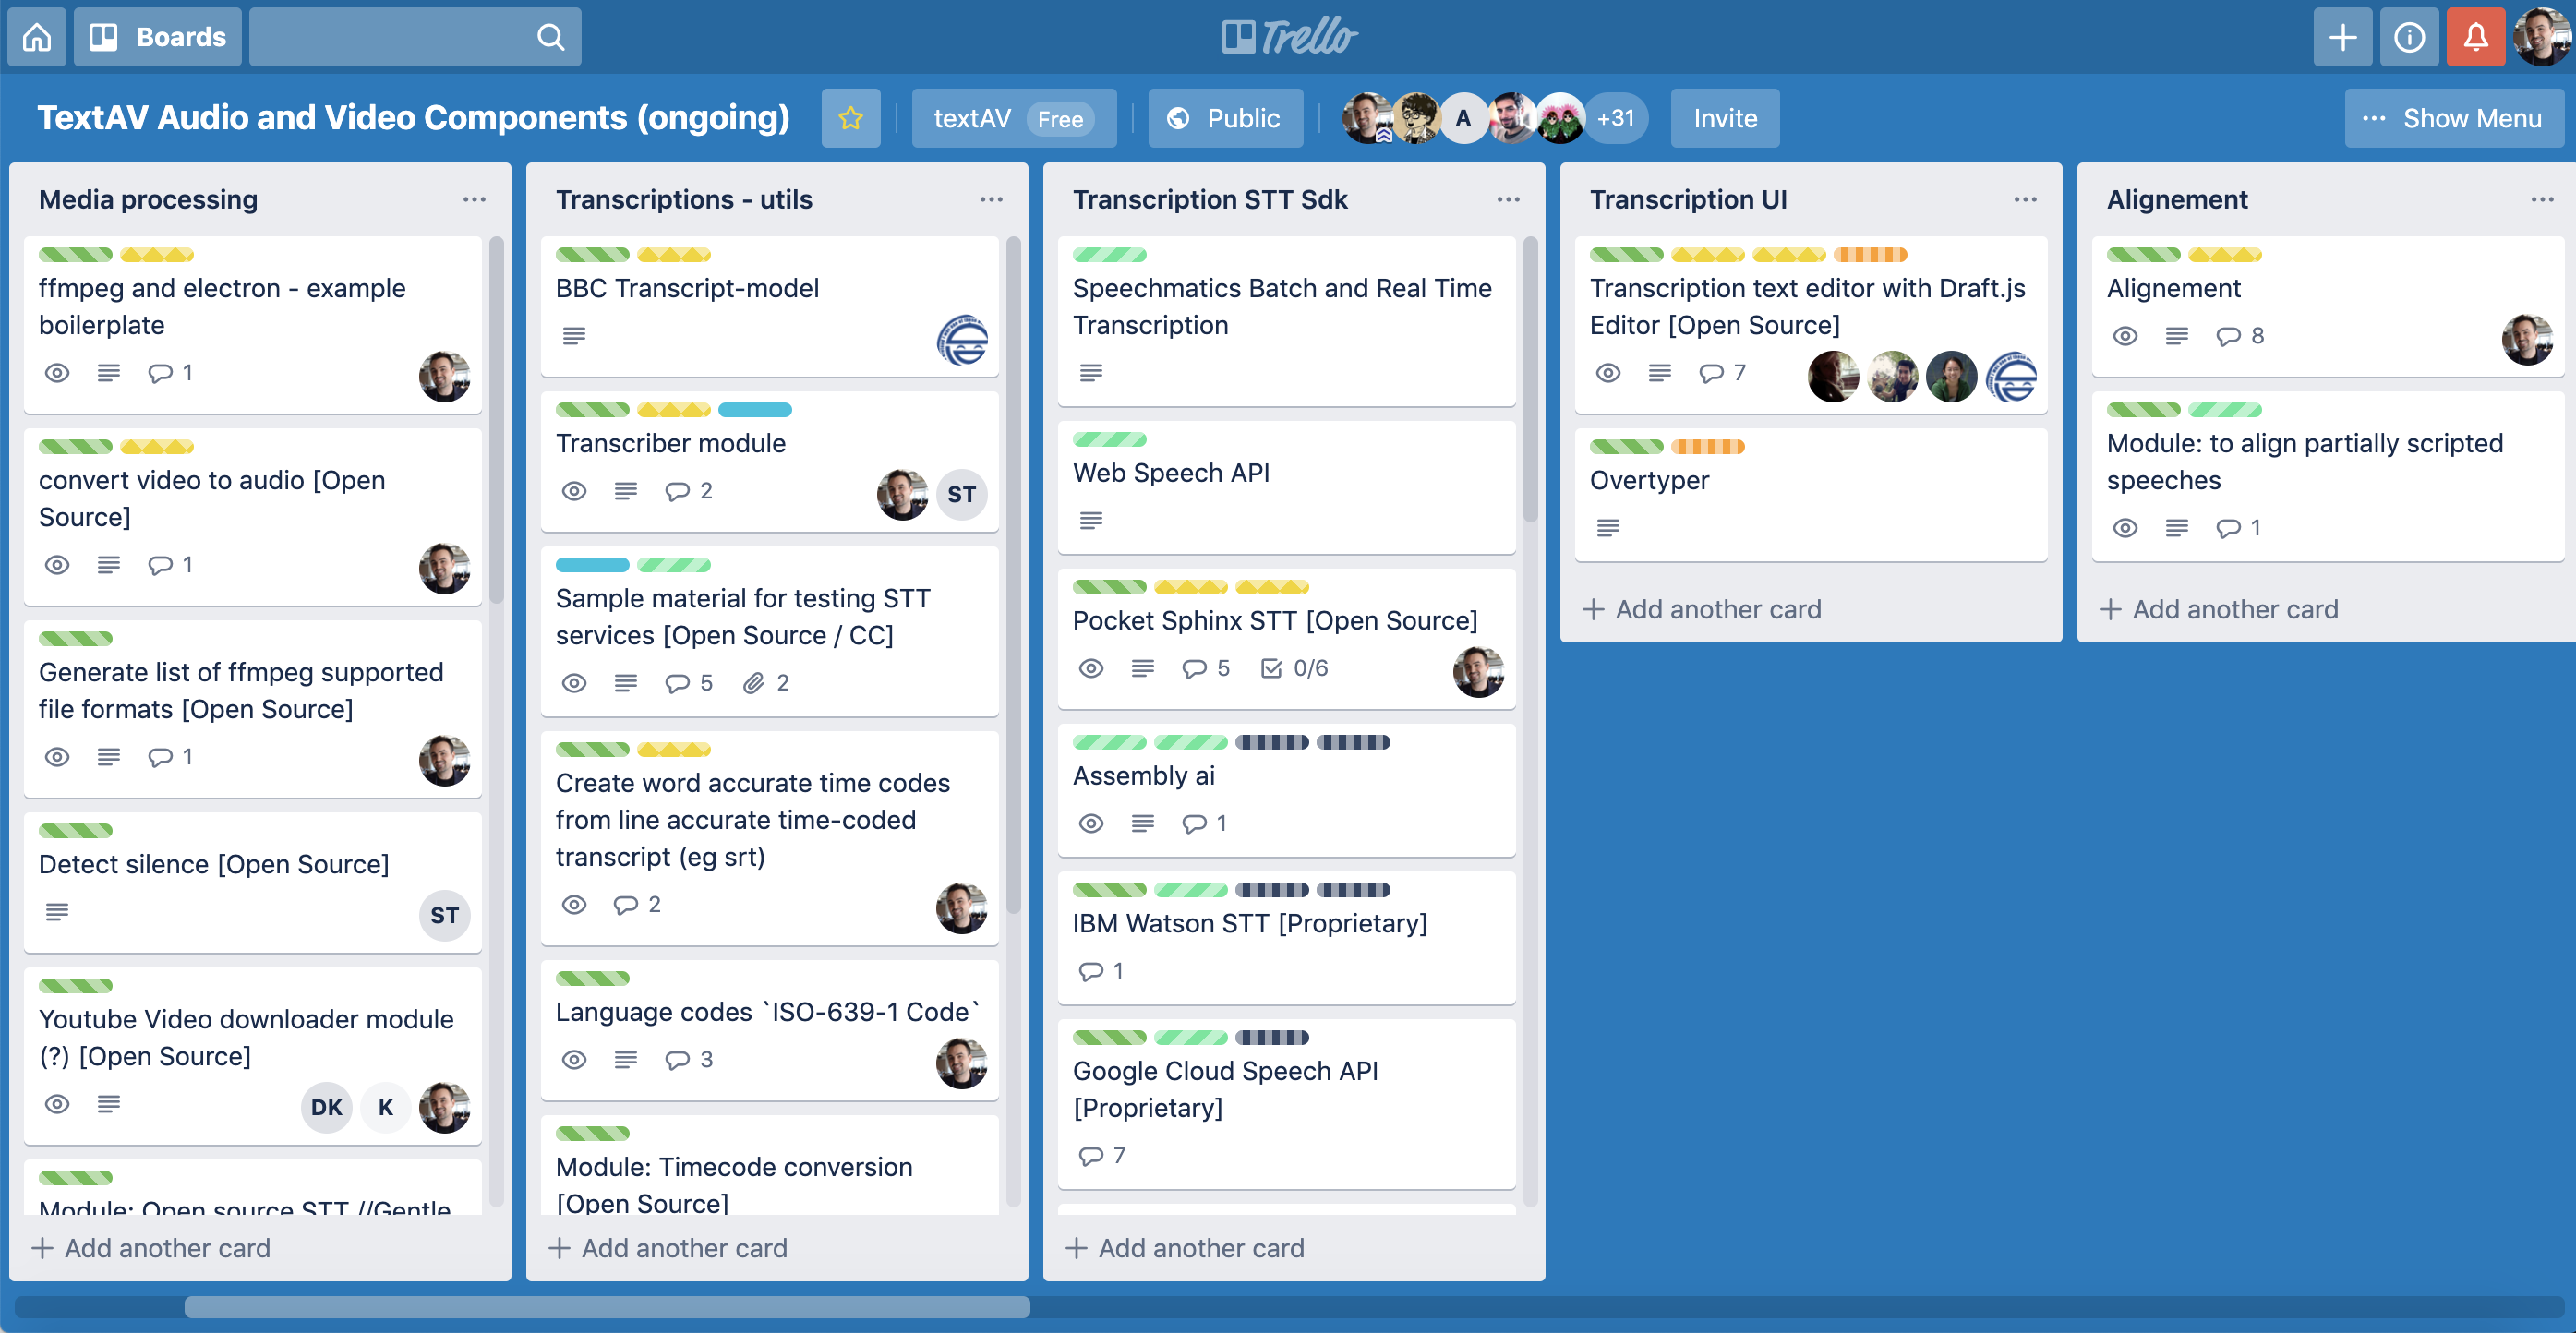 Boards
Trello
TextAV Audio and Video Components (ongoing)
textAV Free
Public
A
+31
Invite
··· Show Menu
Media processing
ffmpeg and electron - example
boilerplate
1
convert video to audio [Open
Source]
1
Generate list of ffmpeg supported
file formats [Open Source]
1
Detect silence [Open Source]
ST
Youtube Video downloader module
(?) [Open Source]
DK K
Module: Open source STT //Gentle
+ Add another card
Transcriptions - utils
BBC Transcript-model
Transcriber module
2 ST
Sample material for testing STT
services [Open Source / CC]
5 2
Create word accurate time codes
from line accurate time-coded
transcript (eg srt)
2
Language codes `ISO-639-1 Code`
3
Module: Timecode conversion
[Open Source]
+ Add another card
Transcription STT Sdk
Speechmatics Batch and Real Time
Transcription
Web Speech API
Pocket Sphinx STT [Open Source]
5 0/6
Assembly ai
1
IBM Watson STT [Proprietary]
1
Google Cloud Speech API
[Proprietary]
7
+ Add another card
Transcription UI
Transcription text editor with Draft.js
Editor [Open Source]
7
Overtyper
+ Add another card
Alignement
Alignement
8
Module: to align partially scripted
speeches
1
+ Add another card